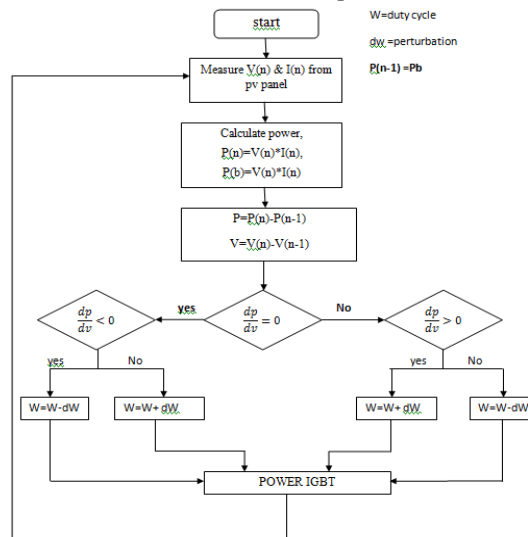 start
W=duty cycle
dw =perturbation
P(n-1) =Pb
Measure V(n) & I(n) from
pv panel
Calculate power,
P(n)=V(n)*I(n),
P(b)=V(n)*I(n)
P=P(n)-P(n-1)
V=V(n)-V(n-1)
dp/dv < 0
yes
dp/dv = 0
No
dp/dv > 0
yes
No
yes
No
W=W-dW
W=W+ dW
W=W+ dW
W=W-dW
POWER IGBT